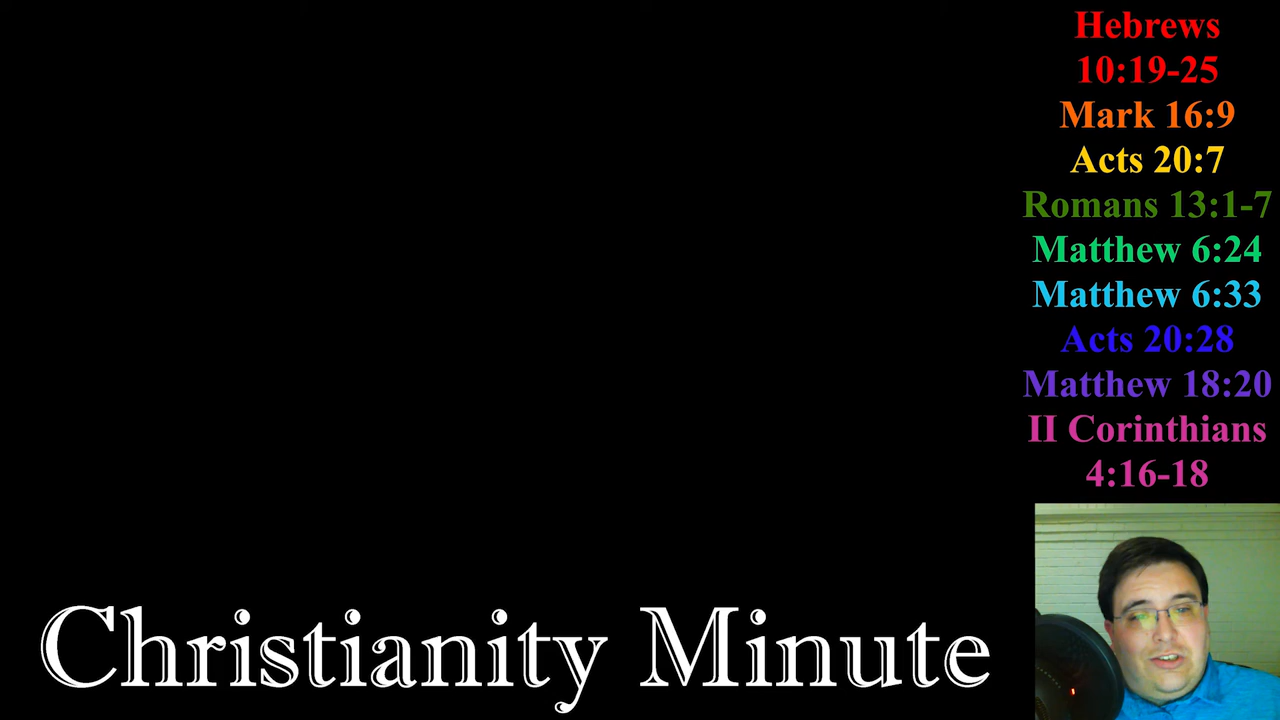 Hebrews
10:19-25
Mark 16:9
Acts 20:7
Romans 13:1-7
Matthew 6:24
Matthew 6:33
Acts 20:28
Matthew 18:20
II Corinthians
4:16-18
Christianity Minute